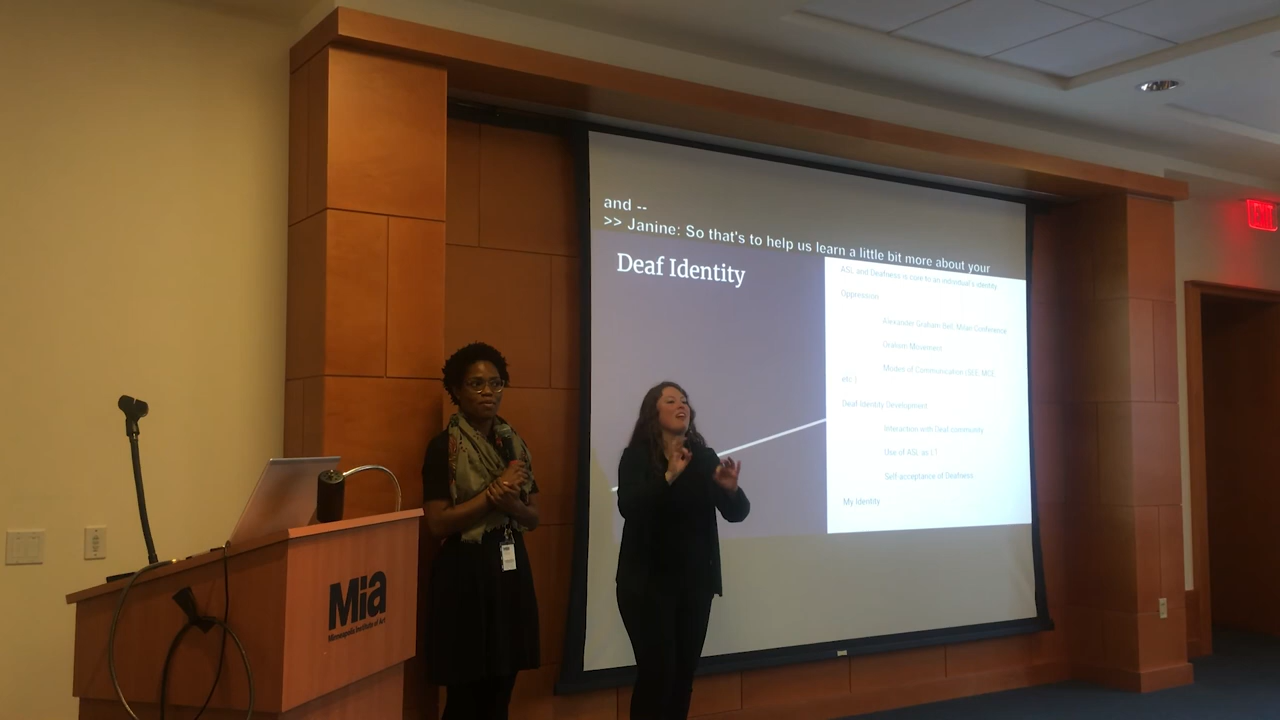 and --
>> Janine: So that's to help us learn a little bit more about your
Deaf Identity
ASL and Deafness is core to an individual's identity
Oppression
Alexander Graham Bell, Milan Conference
Oralism Movement
Modes of Communication (SEE, MCE,
etc.)
Deaf Identity Development
Interaction with Deaf community
Use of ASL as L1
Self acceptance of Deafness
My Identity
EXIT
Mia
Minneapolis Institute of Art